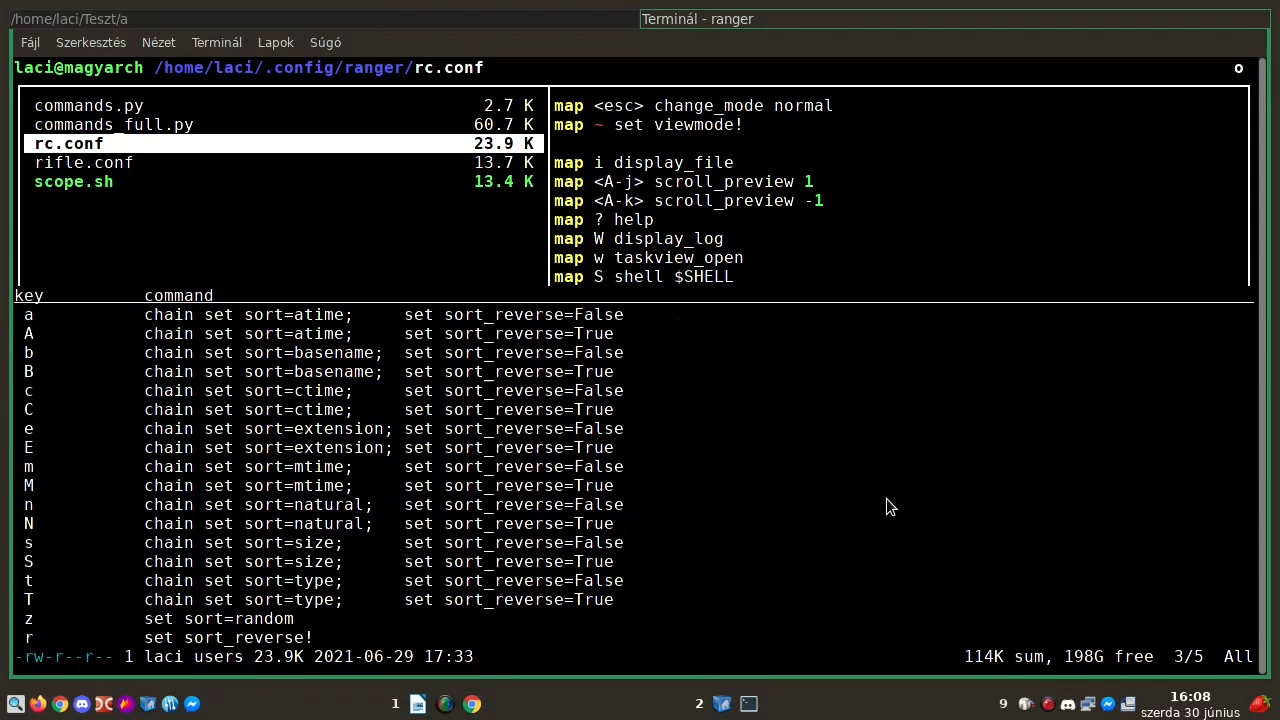 /home/laci/Teszt/a
Terminál - ranger
Fájl Szerkesztés Nézet Terminál Lapok Súgó
laci@magyarch /home/laci/.config/ranger/rc.conf o
commands.py 2.7 K
commands_full.py 60.7 K
rc.conf 23.9 K
rifle.conf 13.7 K
scope.sh 13.4 K
map <esc> change_mode normal
map ~ set viewmode!
map i display_file
map <A-j> scroll_preview 1
map <A-k> scroll_preview -1
map ? help
map W display_log
map w taskview_open
map S shell $SHELL
key command
a chain set sort=atime; set sort_reverse=False
A chain set sort=atime; set sort_reverse=True
b chain set sort=basename; set sort_reverse=False
B chain set sort=basename; set sort_reverse=True
c chain set sort=ctime; set sort_reverse=False
C chain set sort=ctime; set sort_reverse=True
e chain set sort=extension; set sort_reverse=False
E chain set sort=extension; set sort_reverse=True
m chain set sort=mtime; set sort_reverse=False
M chain set sort=mtime; set sort_reverse=True
n chain set sort=natural; set sort_reverse=False
N chain set sort=natural; set sort_reverse=True
s chain set sort=size; set sort_reverse=False
S chain set sort=size; set sort_reverse=True
t chain set sort=type; set sort_reverse=False
T chain set sort=type; set sort_reverse=True
z set sort=random
r set sort_reverse!
-rw-r--r-- 1 laci users 23.9K 2021-06-29 17:33 114K sum, 198G free 3/5 All
1 2 9 16:08
szerda 30 június